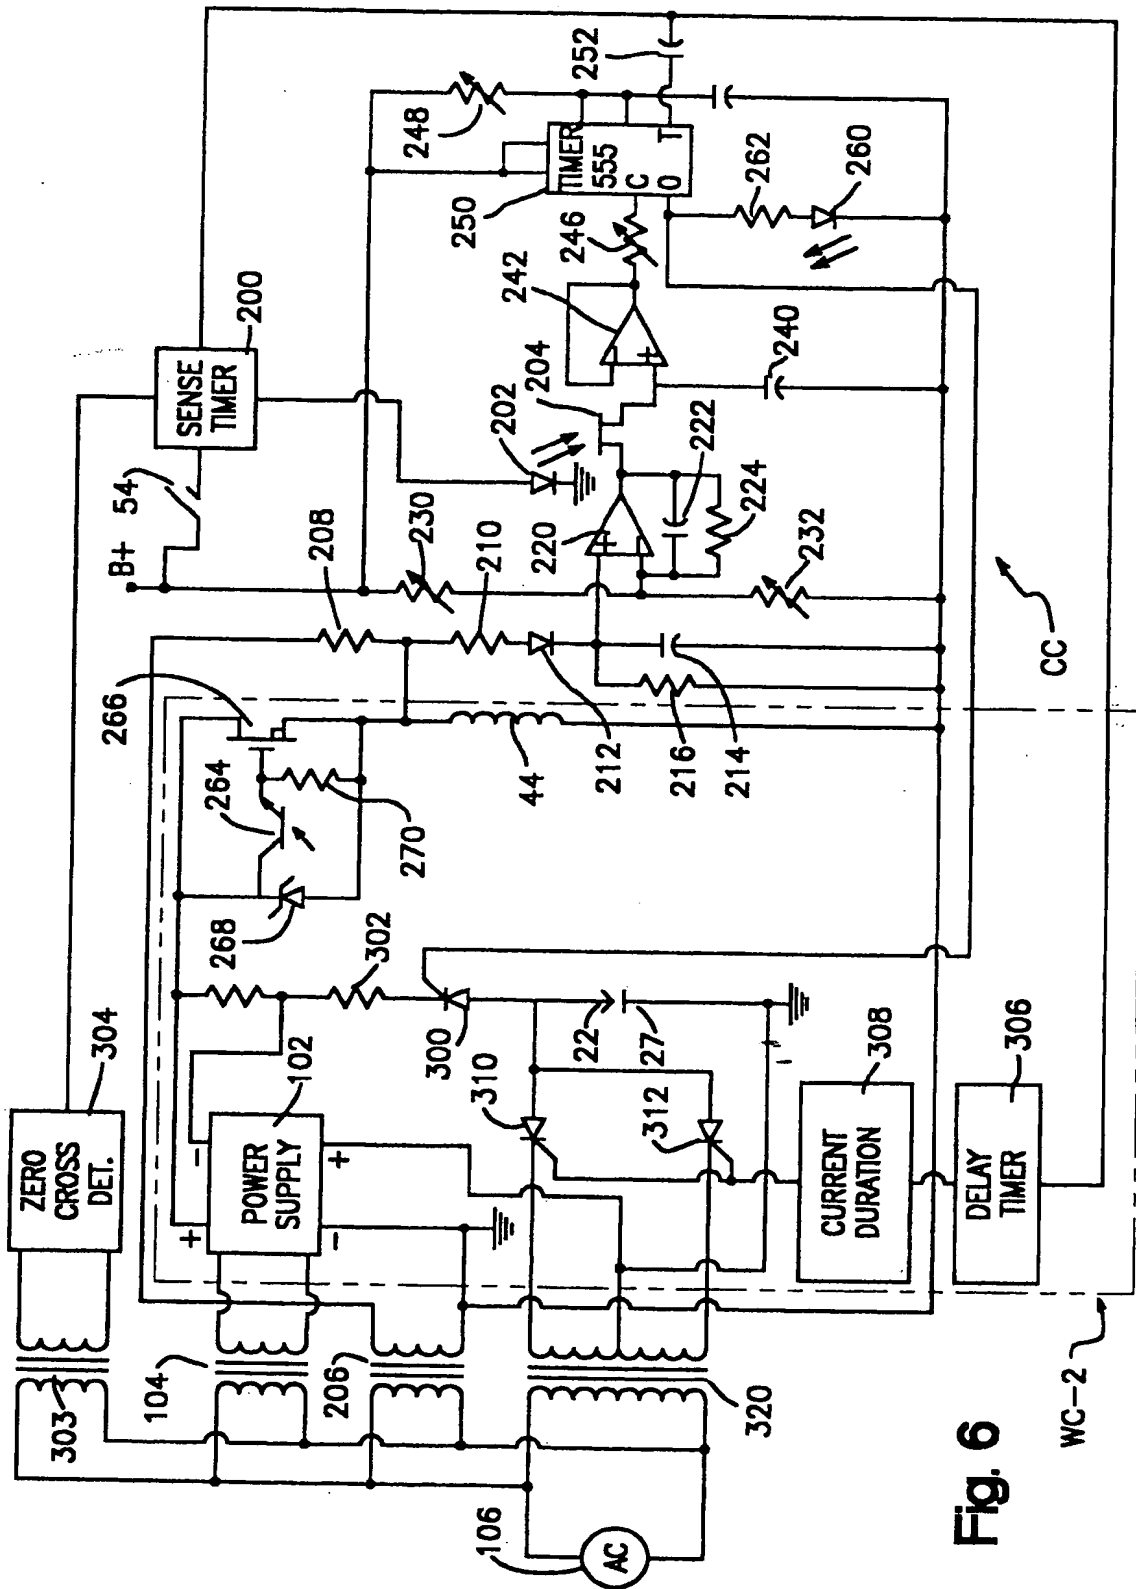 B+
54
SENSE
TIMER
200
208
230
210
202
204
242
246
248
250
TIMER
555
C
O
T
252
262
260
240
222
224
220
232
212
216
214
44
266
264
270
268
302
300
22
27
310
312
304
ZERO
CROSS
DET.
102
POWER
SUPPLY
+
-
-
+
CURRENT
DURATION
308
DELAY
TIMER
306
303
104
206
320
106
AC
+
+
CC
WC-2
Fig. 6